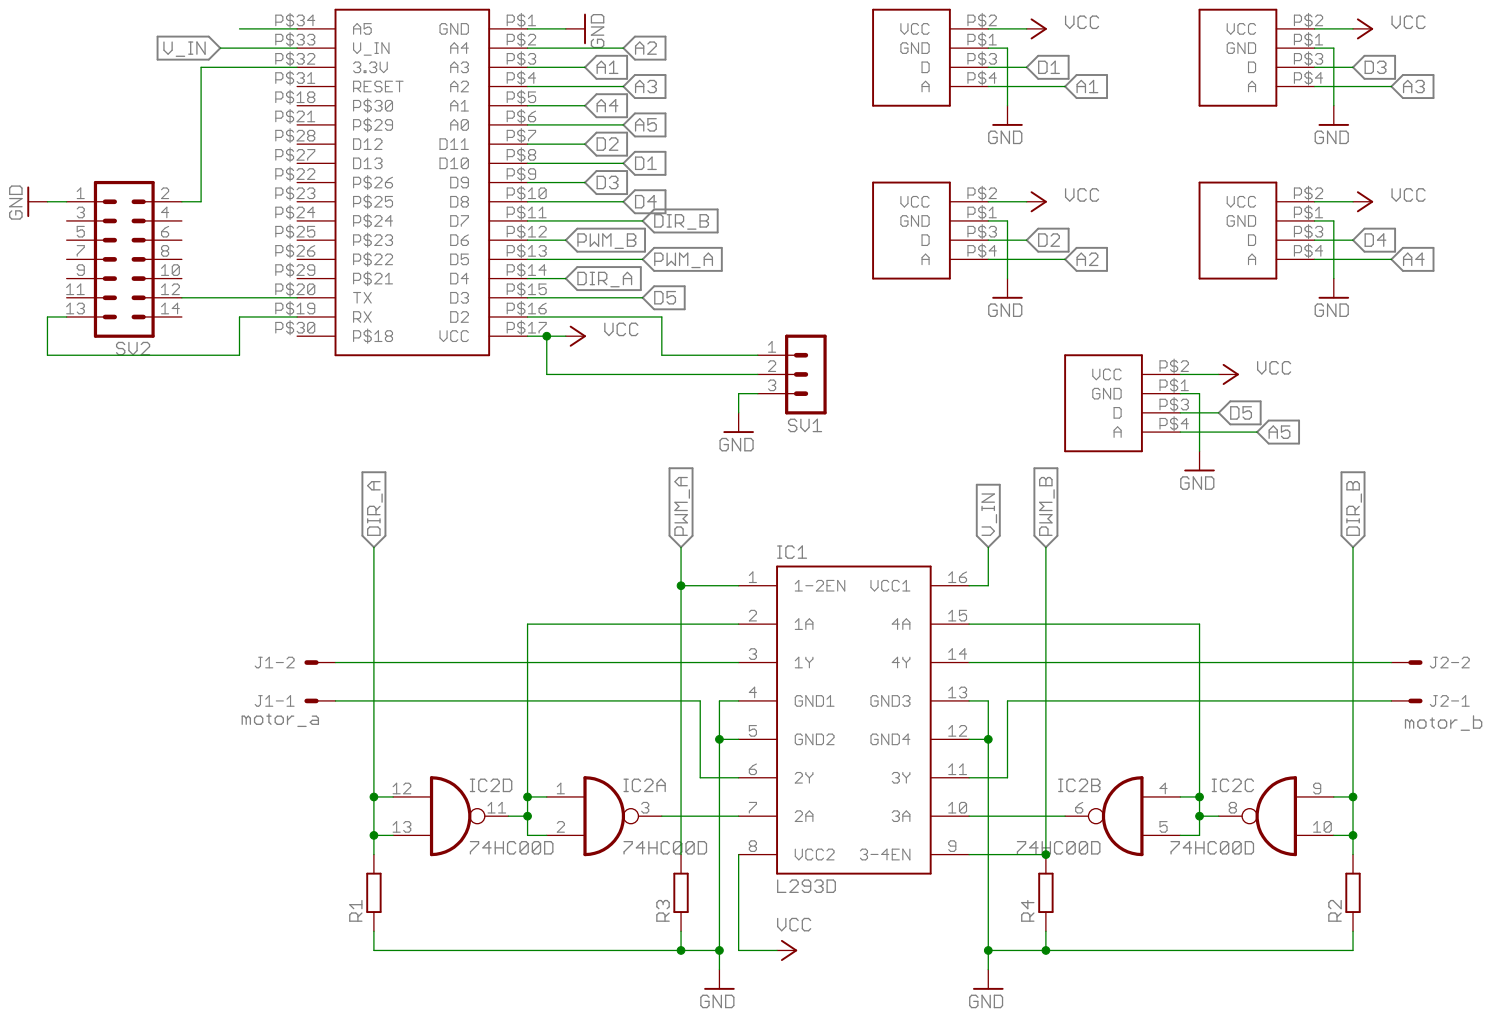 P$34 A5 GND P$1 GND
V_IN P$33 V_IN A4 P$2 A2
P$32 3.3V A3 P$3 A1
P$31 RESET A2 P$4 A3
P$18 P$30 A1 P$5 A4
P$21 P$29 A0 P$6 A5
P$28 D12 D11 P$7 D2
P$27 D13 D10 P$8 D1
P$22 P$26 D9 P$9 D3
P$23 P$25 D8 P$10 D4
P$24 P$24 D7 P$11 DIR_B
P$25 P$23 D6 P$12 PWM_B
P$26 P$22 D5 P$13 PWM_A
P$29 P$21 D4 P$14 DIR_A
P$20 TX D3 P$15 D5
P$19 RX D2 P$16
P$30 P$18 VCC P$17 VCC
GND 1 2
3 4
5 6
7 8
9 10
11 12
13 14
SV2
1
2
3
SV1
GND
VCC P$2 VCC
GND P$1
D P$3 D1
A P$4 A1
GND
VCC P$2 VCC
GND P$1
D P$3 D3
A P$4 A3
GND
VCC P$2 VCC
GND P$1
D P$3 D2
A P$4 A2
GND
VCC P$2 VCC
GND P$1
D P$3 D4
A P$4 A4
GND
VCC P$2 VCC
GND P$1
D P$3 D5
A P$4 A5
GND
DIR_A PWM_A V_IN PWM_B DIR_B
IC1
1 1-2EN VCC1 16
2 1A 4A 15
J1-2 3 1Y 4Y 14 J2-2
J1-1 4 GND1 GND3 13 J2-1
motor_a motor_b
5 GND2 GND4 12
6 2Y 3Y 11
7 2A 3A 10
8 VCC2 3-4EN 9
L293D
IC2D IC2A IC2B IC2C
12 1 4 9
11 3 6 8
13 2 5 10
74HC00D 74HC00D 74HC00D 74HC00D
R1 R3 R4 R2
VCC
GND GND